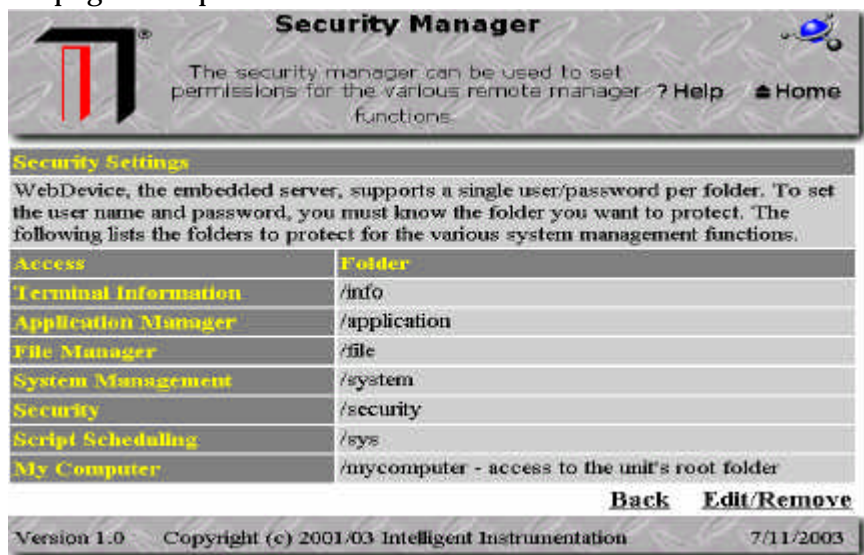 Security Manager
The security manager can be used to set
permissions for the various remote manager ? Help Home
functions
Security Settings
WebDevice, the embedded server, supports a single user/password per folder. To set
the user name and password, you must know the folder you want to protect. The
following lists the folders to protect for the various system management functions.
Access Folder
Terminal Information /info
Application Manager /application
File Manager /file
System Management /system
Security /security
Script Scheduling /sys
My Computer /mycomputer - access to the unit's root folder
Back Edit/Remove
Version 1.0 Copyright (c) 2001/03 Intelligent Instrumentation 7/11/2003